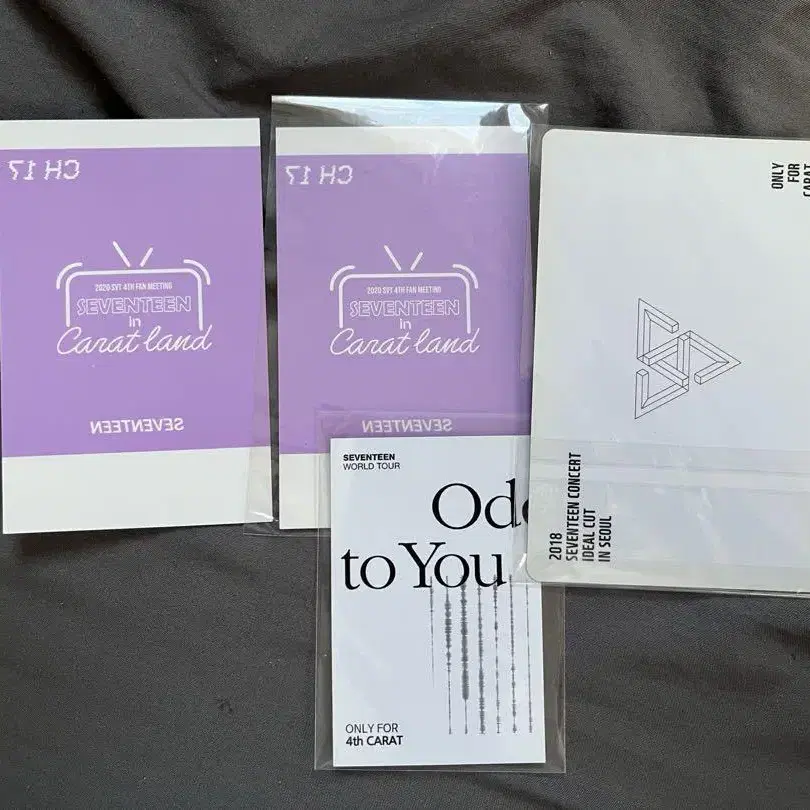 CH 17
2020 SVT 4TH FAN MEETING
SEVENTEEN
in
Carat land
SEVENTEEN
CH 17
2020 SVT 4TH FAN MEETING
SEVENTEEN
in
Carat land
SEVENTEEN
SEVENTEEN
WORLD TOUR
Ode
to You
ONLY FOR
4th CARAT
ONLY
FOR
CARAT
2018
SEVENTEEN CONCERT
IDEAL CUT
IN SEOUL